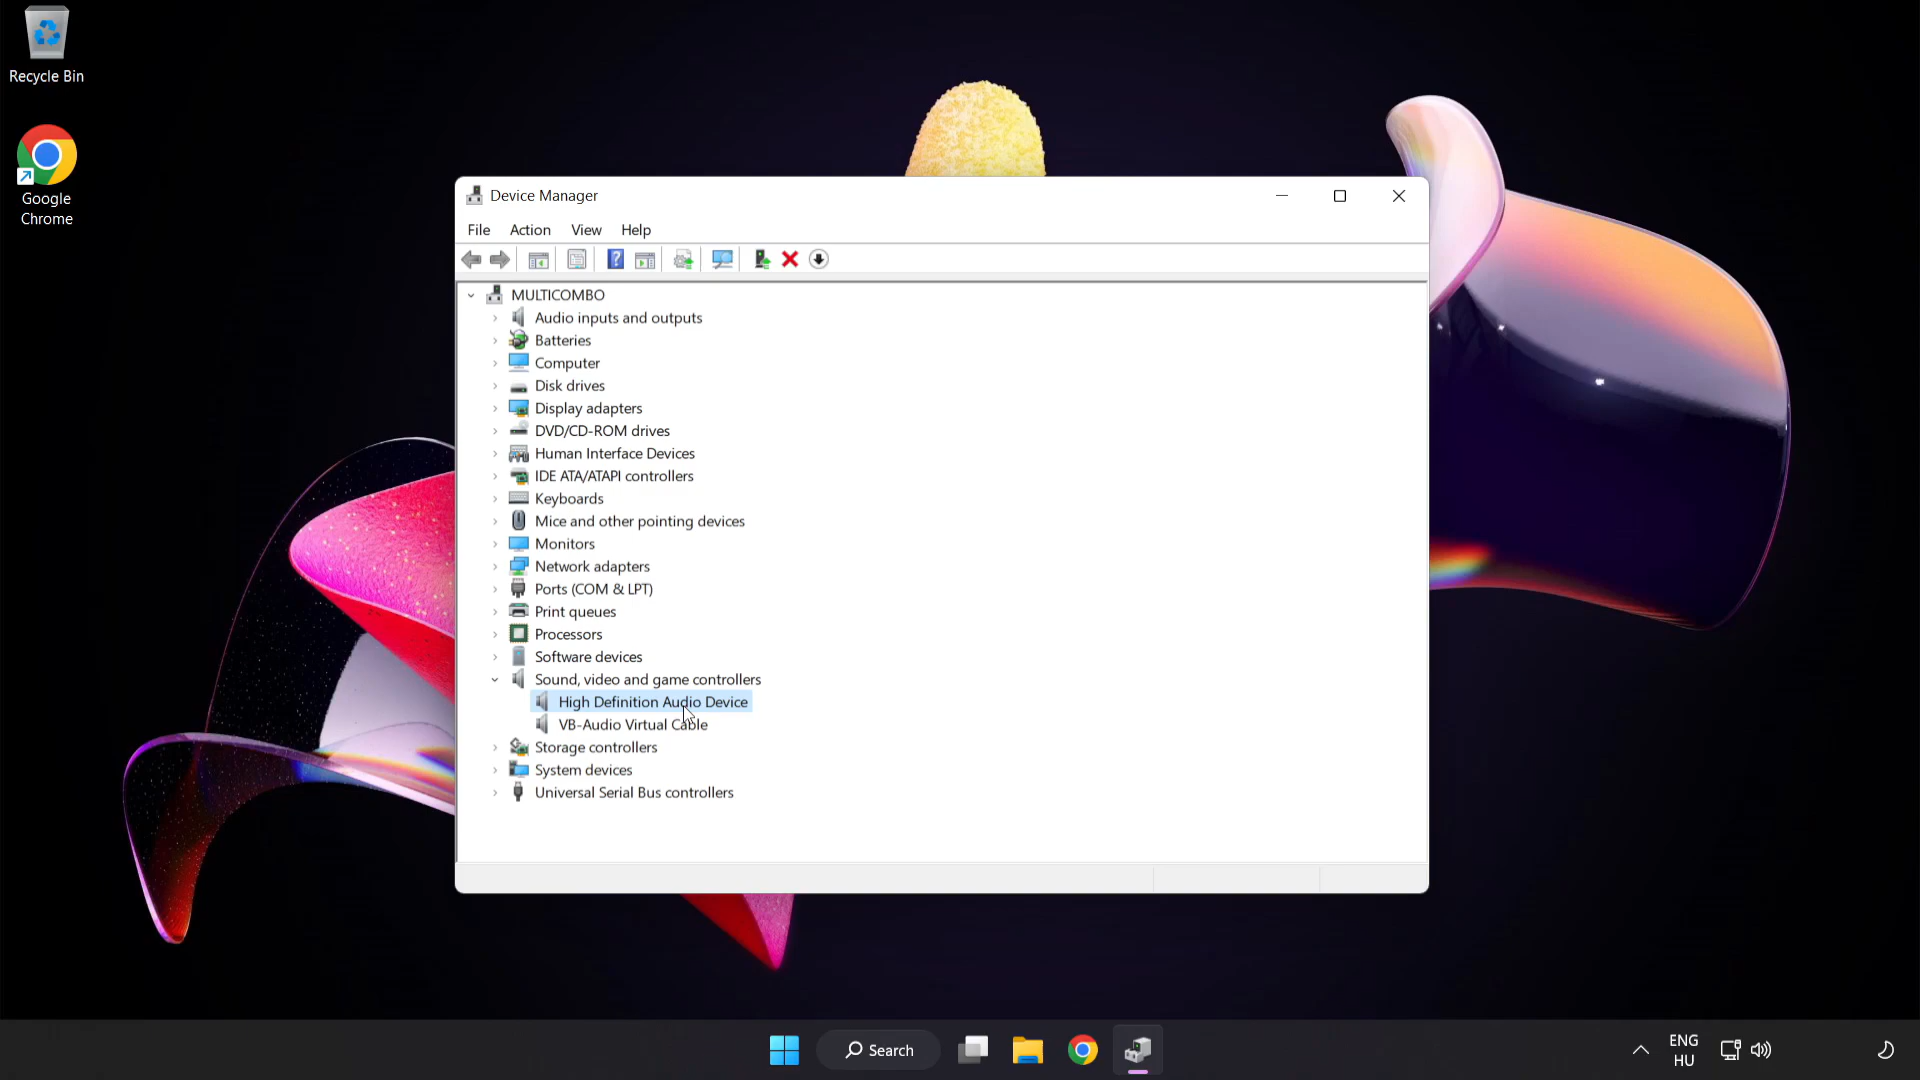 Recycle Bin
Google
Chrome
Device Manager
File Action View Help
MULTICOMBO
Audio inputs and outputs
Batteries
Computer
Disk drives
Display adapters
DVD/CD-ROM drives
Human Interface Devices
IDE ATA/ATAPI controllers
Keyboards
Mice and other pointing devices
Monitors
Network adapters
Ports (COM & LPT)
Print queues
Processors
Software devices
Sound, video and game controllers
High Definition Audio Device
VB-Audio Virtual Cable
Storage controllers
System devices
Universal Serial Bus controllers
Search
ENG
HU